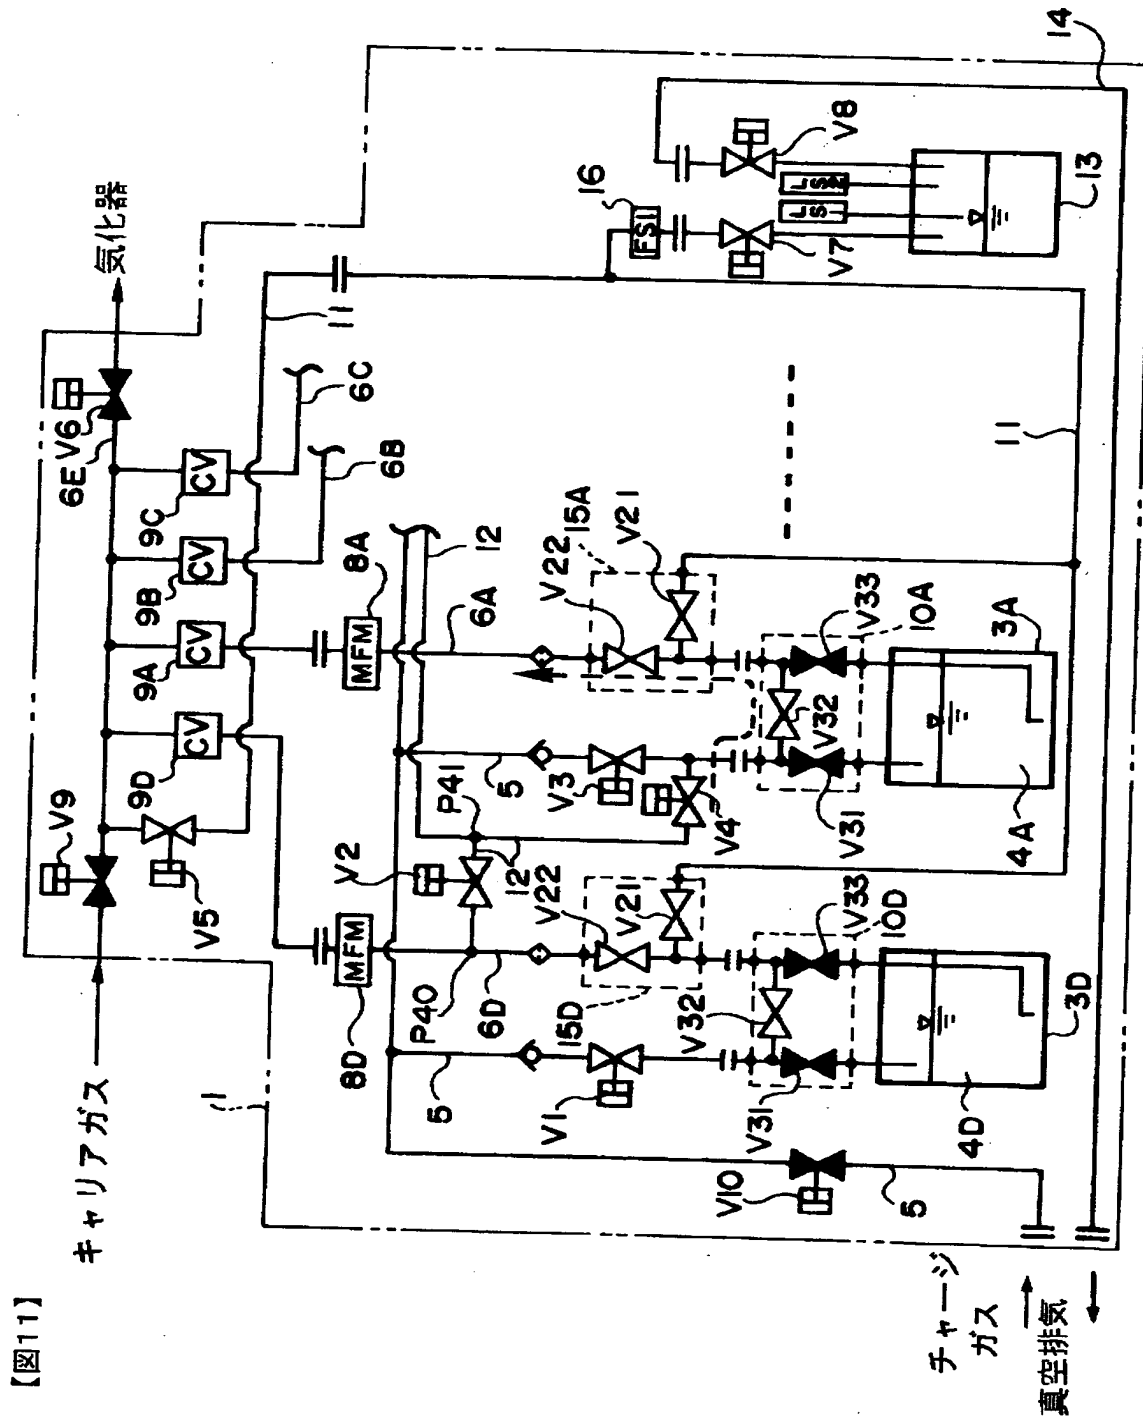 【図11】
キャリアガス
気化器
チャージ
ガス
真空排気
1
V9
V5
9D
CV
9A
CV
9B
CV
9C
CV
6E
V6
6C
6B
11
14
16
FS1
V7
V8
LS1
LS2
13
8A
MFM
12
6A
8D
MFM
P40
6D
V2
P41
12
5
5
V3
V4
V22
15A
V21
V22
V21
15D
V1
V32
V33
10D
V31
V32
V33
10A
V31
3A
4A
3D
4D
11
V10
5